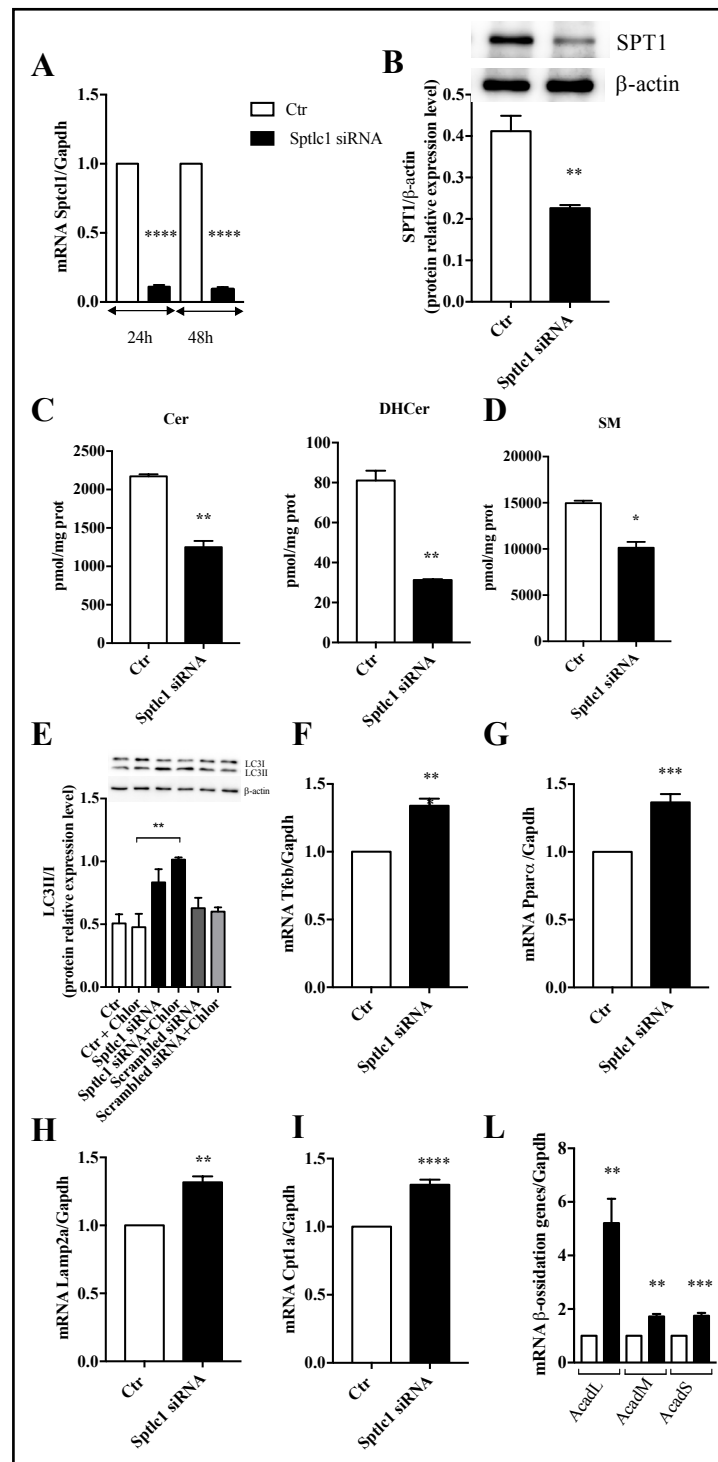 A
mRNA Sptcl1/Gapdh
1.0
0.5
0.0
****
****
24h
48h
Ctr
Sptlc1 siRNA
B
SPT1
β-actin
SPT1/β-actin
(protein relative expression level)
0.5
0.4
0.3
0.2
0.1
0.0
**
Ctr
Sptlc1 siRNA
C
Cer
pmol/mg prot
2500
2000
1500
1000
500
0
**
Ctr
Sptlc1 siRNA
DHCer
pmol/mg prot
80
60
40
20
0
100
**
Ctr
Sptlc1 siRNA
D
SM
pmol/mg prot
20000
15000
10000
5000
0
*
Ctr
Sptlc1 siRNA
E
LC3I
LC3II
β-actin
LC3II/I
(protein relative expression level)
1.5
1.0
0.5
0.0
**
Ctr
Ctr + Chlor
Sptlc1 siRNA
Sptlc1 siRNA+Chlor
Scrambled siRNA
Scrambled siRNA+Chlor
F
mRNA Tfeb/Gapdh
1.5
1.0
0.5
0.0
**
*
Ctr
Sptlc1 siRNA
G
mRNA Pparα/Gapdh
1.5
1.0
0.5
0.0
***
Ctr
Sptlc1 siRNA
H
mRNA Lamp2a/Gapdh
1.5
1.0
0.5
0.0
**
Ctr
Sptlc1 siRNA
I
mRNA Cpt1a/Gapdh
1.5
1.0
0.5
0.0
****
Ctr
Sptlc1 siRNA
L
mRNA β-ossidation genes/Gapdh
8
6
4
2
0
**
**
***
AcadL
AcadM
AcadS